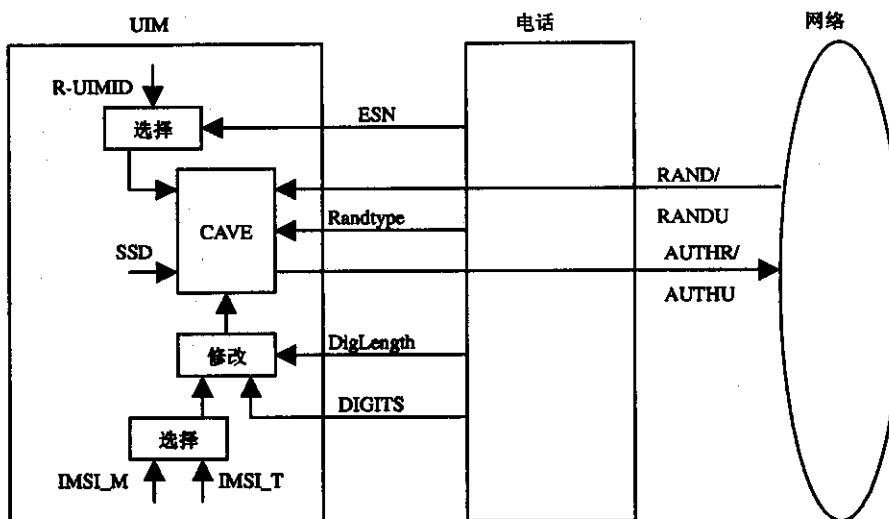 UIM
电话
网络
R-UIMID
选择
ESN
RAND/
CAVE
Randtype
RANDU
SSD
AUTHR/
AUTHU
修改
DigLength
DIGITS
选择
IMSI_M
IMSI_T